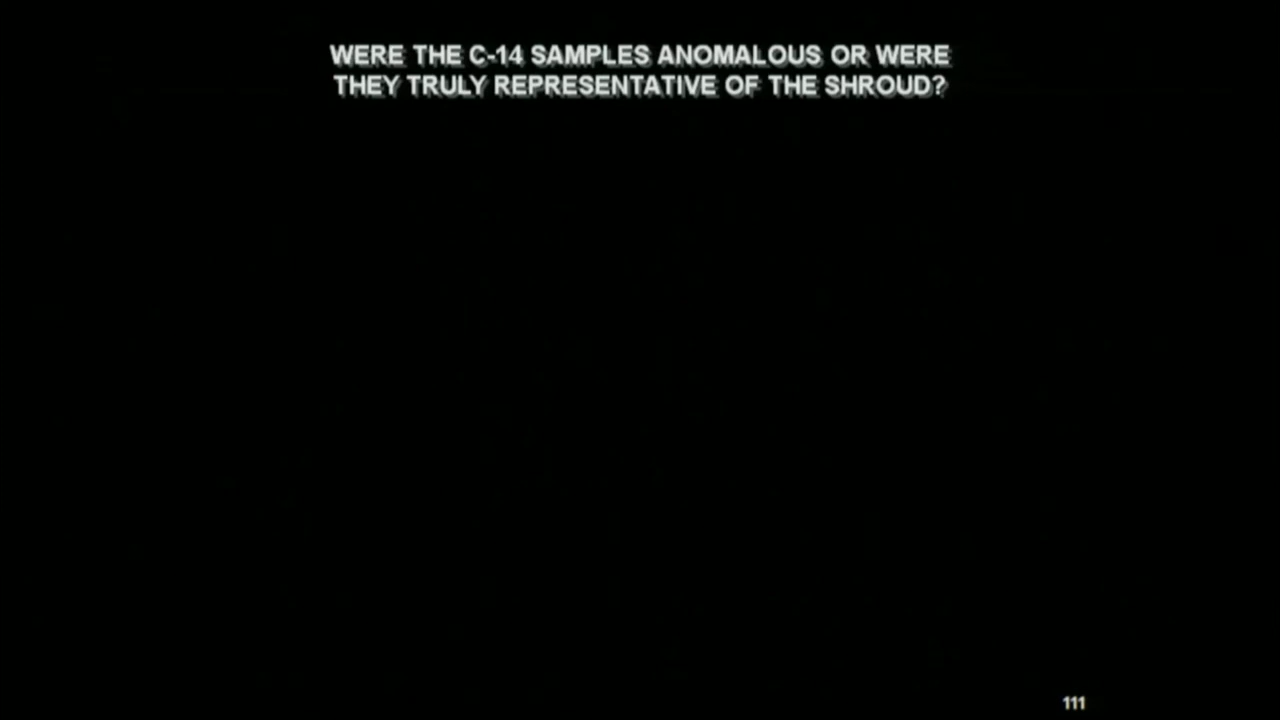 WERE THE C-14 SAMPLES ANOMALOUS OR WERE
THEY TRULY REPRESENTATIVE OF THE SHROUD?
111